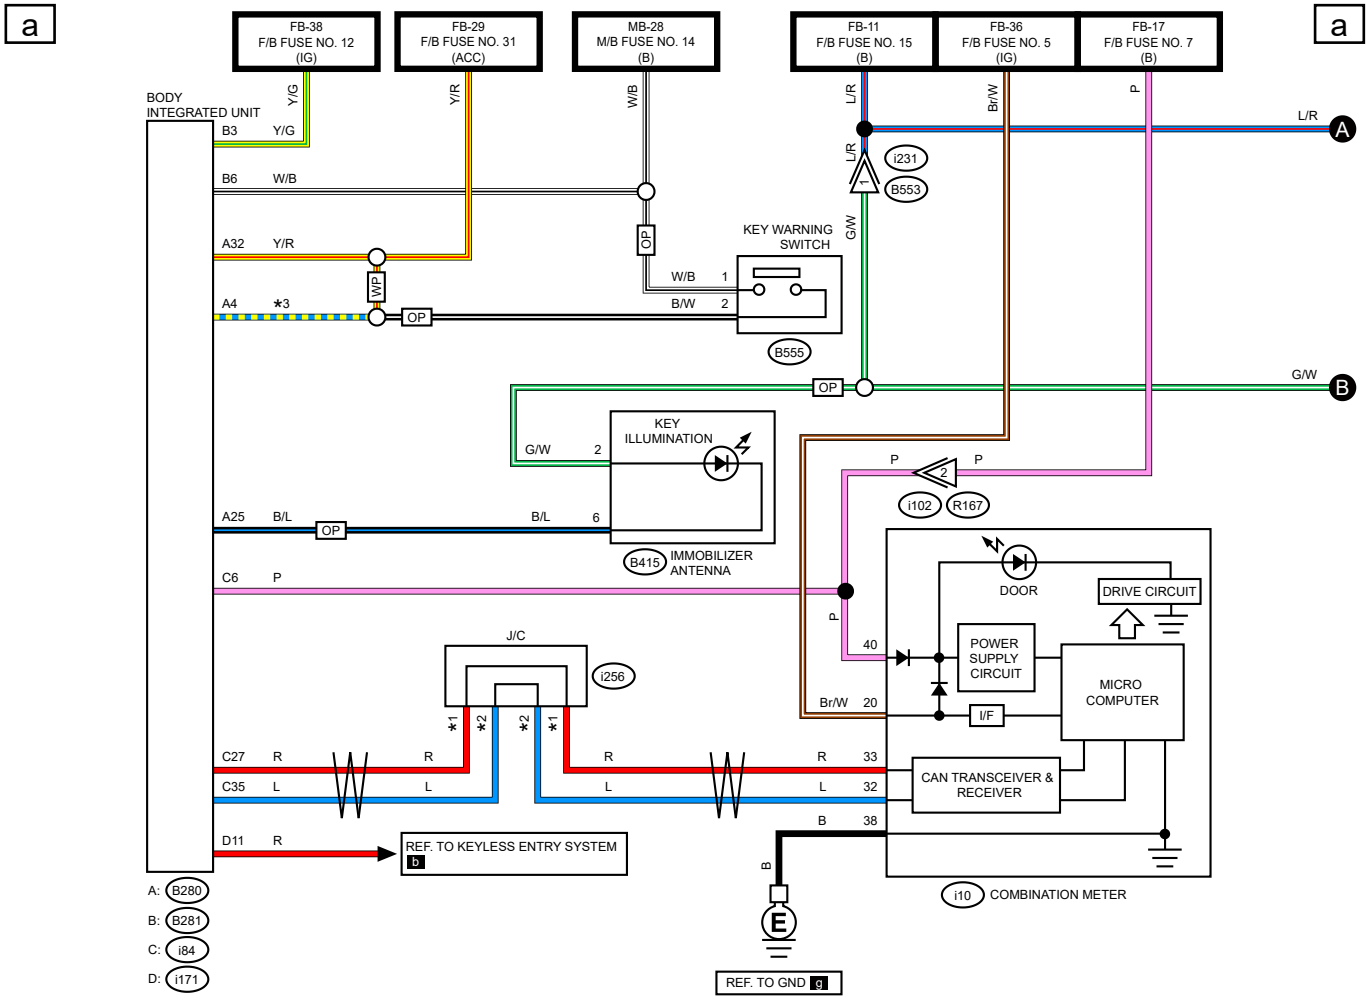 a
FB-38
F/B FUSE NO. 12
(IG)
FB-29
F/B FUSE NO. 31
(ACC)
MB-28
M/B FUSE NO. 14
(B)
FB-11
F/B FUSE NO. 15
(B)
FB-36
F/B FUSE NO. 5
(IG)
FB-17
F/B FUSE NO. 7
(B)
a
Y/G
Y/R
W/B
L/R
Br/W
P
BODY
INTEGRATED UNIT
B3 Y/G
L/R
A
L/R
1
i231
B553
B6 W/B
G/W
OP
KEY WARNING
SWITCH
A32 Y/R
WP
W/B 1
B/W 2
A4 *3
OP
B555
OP
G/W
B
KEY
ILLUMINATION
G/W 2
P
2
P
i102
R167
A25 B/L
OP
B/L 6
B415
IMMOBILIZER
ANTENNA
C6 P
P
DOOR
DRIVE CIRCUIT
J/C
i256
40
POWER
SUPPLY
CIRCUIT
MICRO
COMPUTER
*1
*2
*2
*1
Br/W 20
I/F
C27 R
R
R
R 33
C35 L
L
L
L 32
CAN TRANSCEIVER &
RECEIVER
B 38
D11 R
REF. TO KEYLESS ENTRY SYSTEM
b
B
A: B280
B: B281
C: i84
D: i171
E
i10 COMBINATION METER
REF. TO GND g